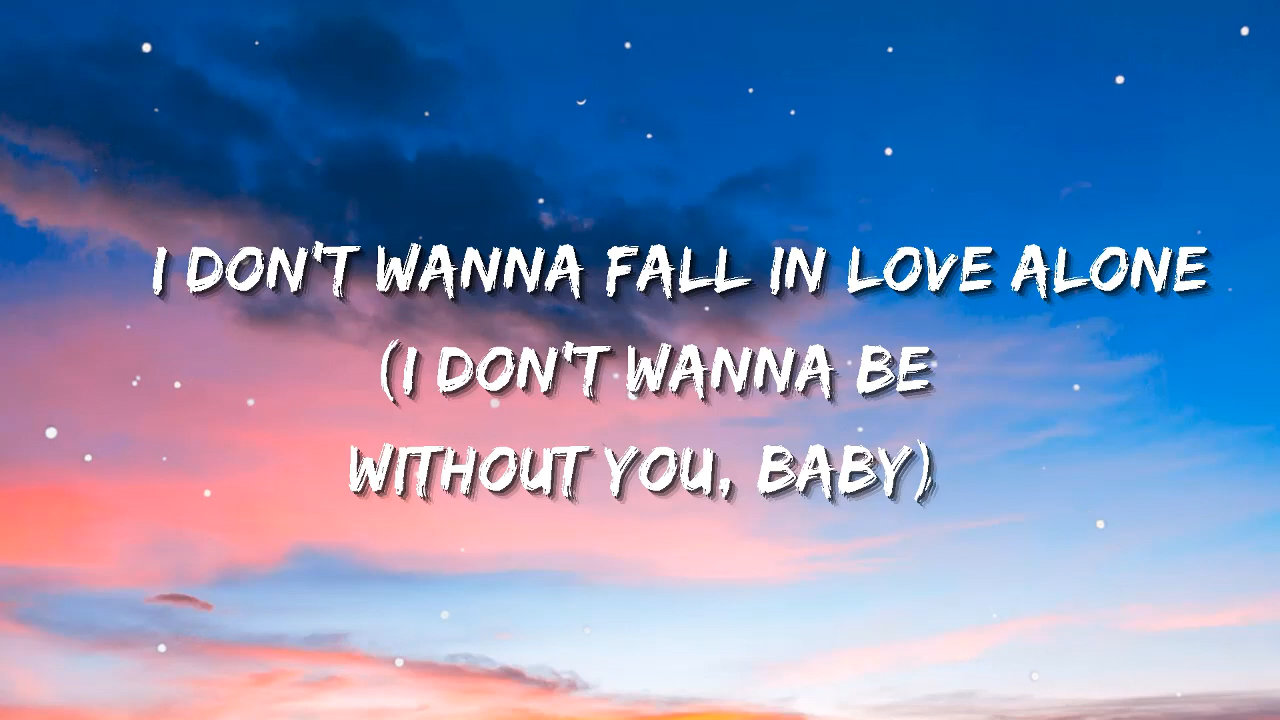 I DON'T WANNA FALL IN LOVE ALONE
(I DON'T WANNA BE
WITHOUT YOU, BABY)